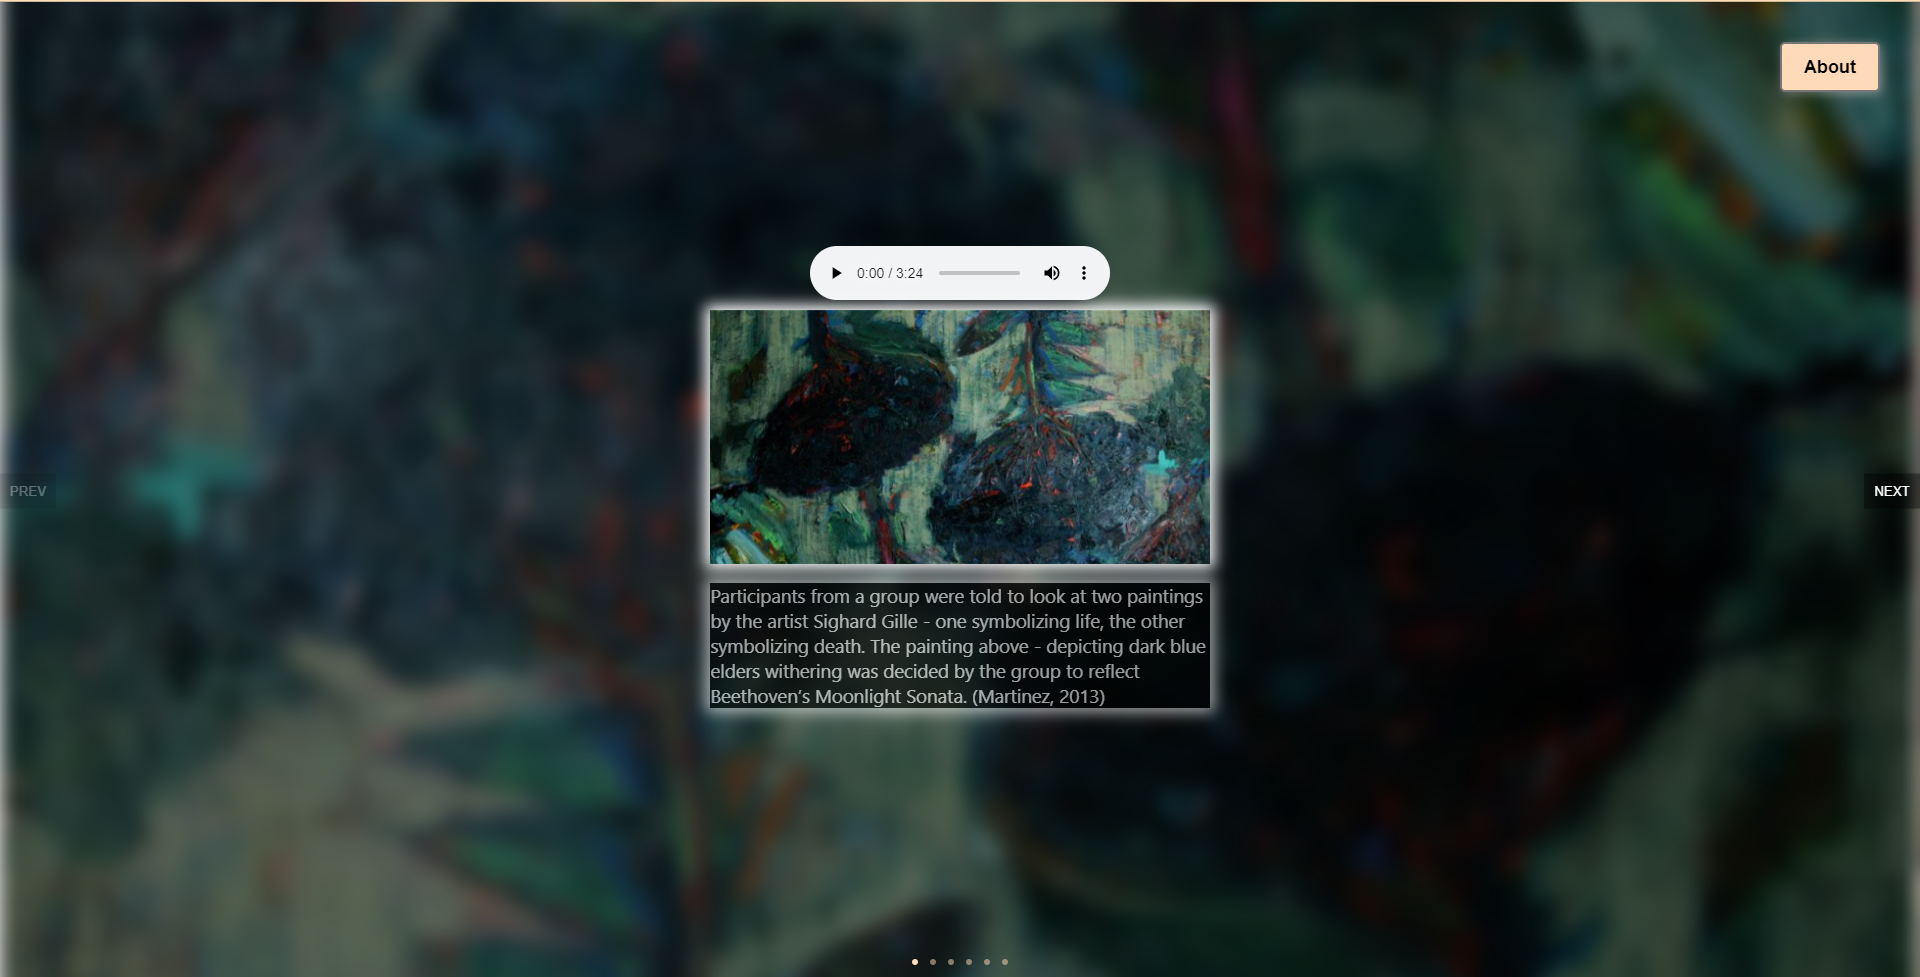 About
0:00 / 3:24
PREV
NEXT
Participants from a group were told to look at two paintings
by the artist Sighard Gille - one symbolizing life, the other
symbolizing death. The painting above - depicting dark blue
elders withering was decided by the group to reflect
Beethoven's Moonlight Sonata. (Martinez, 2013)